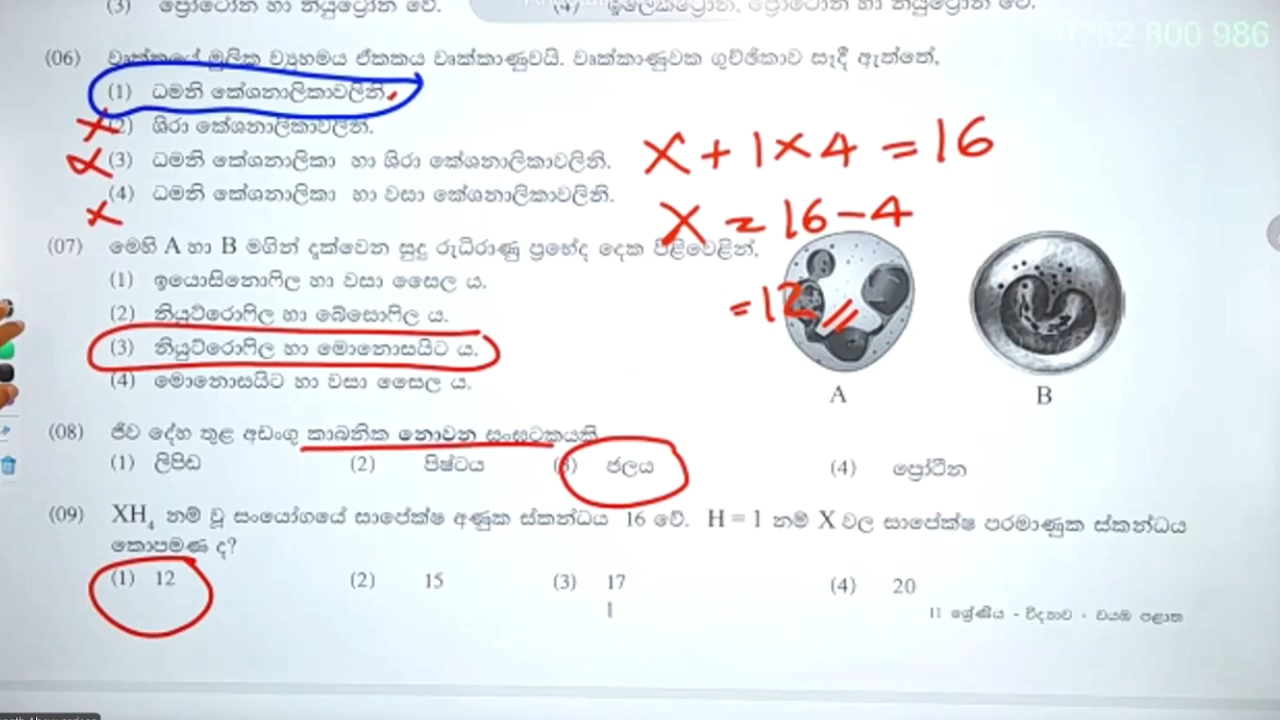 (3) ප්‍රෝටෝන හා නියුට්‍රෝන වේ.
0762 800 986
(06) වෘක්කයේ මූලික ව්‍යුහමය ඒකකය වෘක්කාණුවයි. වෘක්කාණුවක ගුච්ඡිකාව සෑදී ඇත්තේ,
(1) ධමනි කේශනාලිකාවලිනි.
(2) ශිරා කේශනාලිකාවලිනි.
(3) ධමනි කේශනාලිකා හා ශිරා කේශනාලිකාවලිනි.
(4) ධමනි කේශනාලිකා හා වසා කේශනාලිකාවලිනි.
X + 1×4 = 16
X = 16-4
=12
(07) මෙහි A හා B මගින් දැක්වෙන සුදු රුධිරාණු ප්‍රභේද දෙක පිළිවෙළින්,
(1) ඉයොසිනොෆිල හා වසා සෛල ය.
(2) නියුට්රොෆිල හා බේසොෆිල ය.
(3) නියුට්රොෆිල හා මොනොසයිට ය.
(4) මොනොසයිට හා වසා සෛල ය.
A B
(08) ජීව දේහ තුළ අඩංගු කාබනික නොවන සංඝටකයකි
(1) ලිපිඩ (2) පිෂ්ටය (3) ජලය (4) ප්‍රෝටීන
(09) XH₄ නම් වූ සංයෝගයේ සාපේක්ෂ අණුක ස්කන්ධය 16 වේ. H = 1 නම් X වල සාපේක්ෂ පරමාණුක ස්කන්ධය
කොපමණ ද?
(1) 12 (2) 15 (3) 17 (4) 20
1
11 ශ්‍රේණිය - විද්‍යාව - වයඹ පළාත